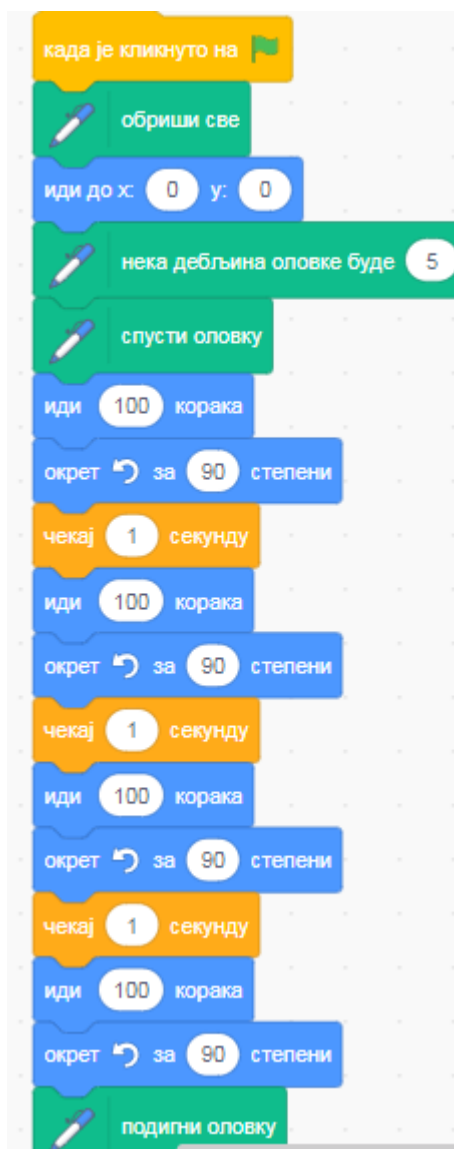 када је кликнуто на
обриши све
иди до x: 0 y: 0
нека дебљина оловке буде 5
спусти оловку
иди 100 корака
окрет за 90 степени
чекај 1 секунду
иди 100 корака
окрет за 90 степени
чекај 1 секунду
иди 100 корака
окрет за 90 степени
чекај 1 секунду
иди 100 корака
окрет за 90 степени
подигни оловку